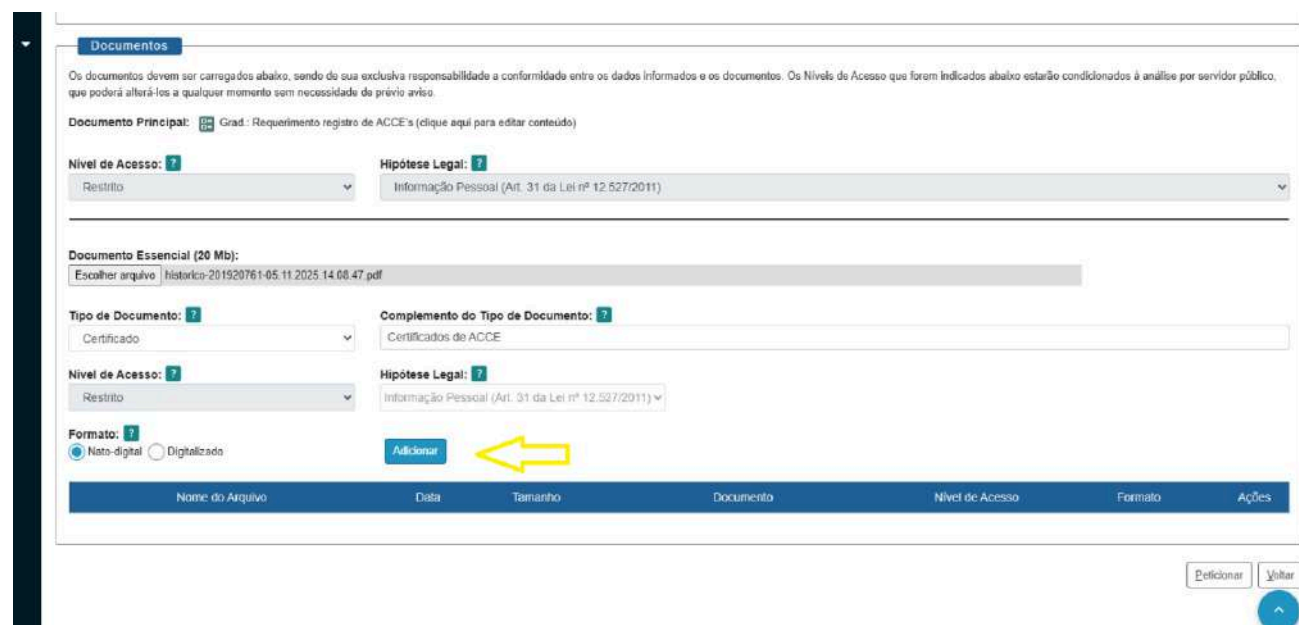 Documentos
Os documentos devem ser carregados abaixo, sendo de sua exclusiva responsabilidade a conformidade entre os dados informados e os documentos. Os Níveis de Acesso que forem indicados abaixo estarão condicionados à análise por servidor público,
que poderá alterá-los a qualquer momento sem necessidade de prévio aviso.
Documento Principal: Grad.: Requerimento registro de ACCE's (clique aqui para editar conteúdo)
Nível de Acesso: ? Hipótese Legal: ?
Restrito Informação Pessoal (Art. 31 da Lei nº 12.527/2011)
Documento Essencial (20 Mb):
Escolher arquivo historico-201920761-05.11.2025.14.08.47.pdf
Tipo de Documento: ? Complemento do Tipo de Documento: ?
Certificado Certificados de ACCE
Nível de Acesso: ? Hipótese Legal: ?
Restrito Informação Pessoal (Art. 31 da Lei nº 12.527/2011)
Formato: ?
Nato-digital Digitalizado Adicionar
Nome do Arquivo Data Tamanho Documento Nível de Acesso Formato Ações
Peticionar Voltar